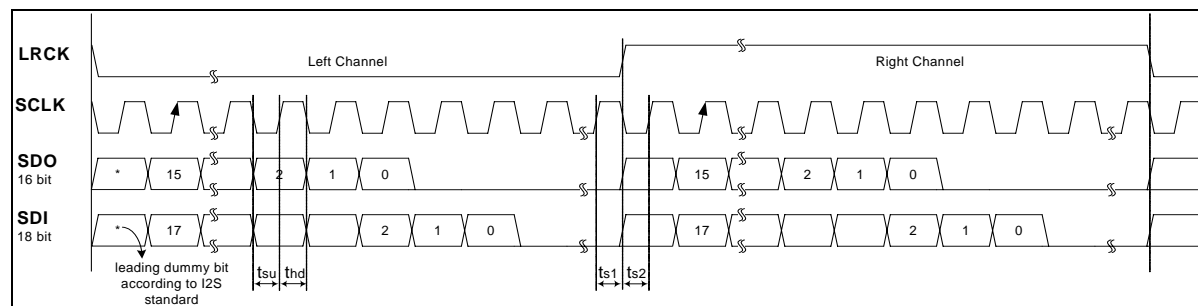 LRCK
Left Channel
Right Channel
SCLK
SDO
16 bit
* 15 2 1 0 15 2 1 0
SDI
18 bit
* 17 2 1 0 17 2 1 0
leading dummy bit
according to I2S
standard
tsu thd ts1 ts2